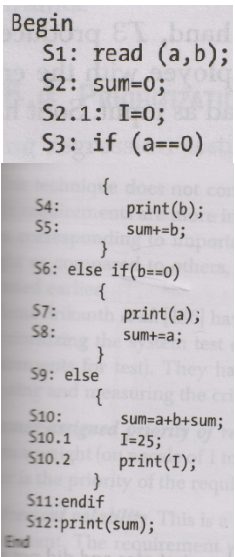 Begin
S1: read (a,b);
S2: sum=0;
S2.1: I=0;
S3: if (a==0)
{
S4: print(b);
S5: sum+=b;
}
S6: else if(b==0)
{
S7: print(a);
S8: sum+=a;
}
S9: else
{
S10: sum=a+b+sum;
S10.1 I=25;
S10.2 print(I);
}
S11:endif
S12:print(sum);
End